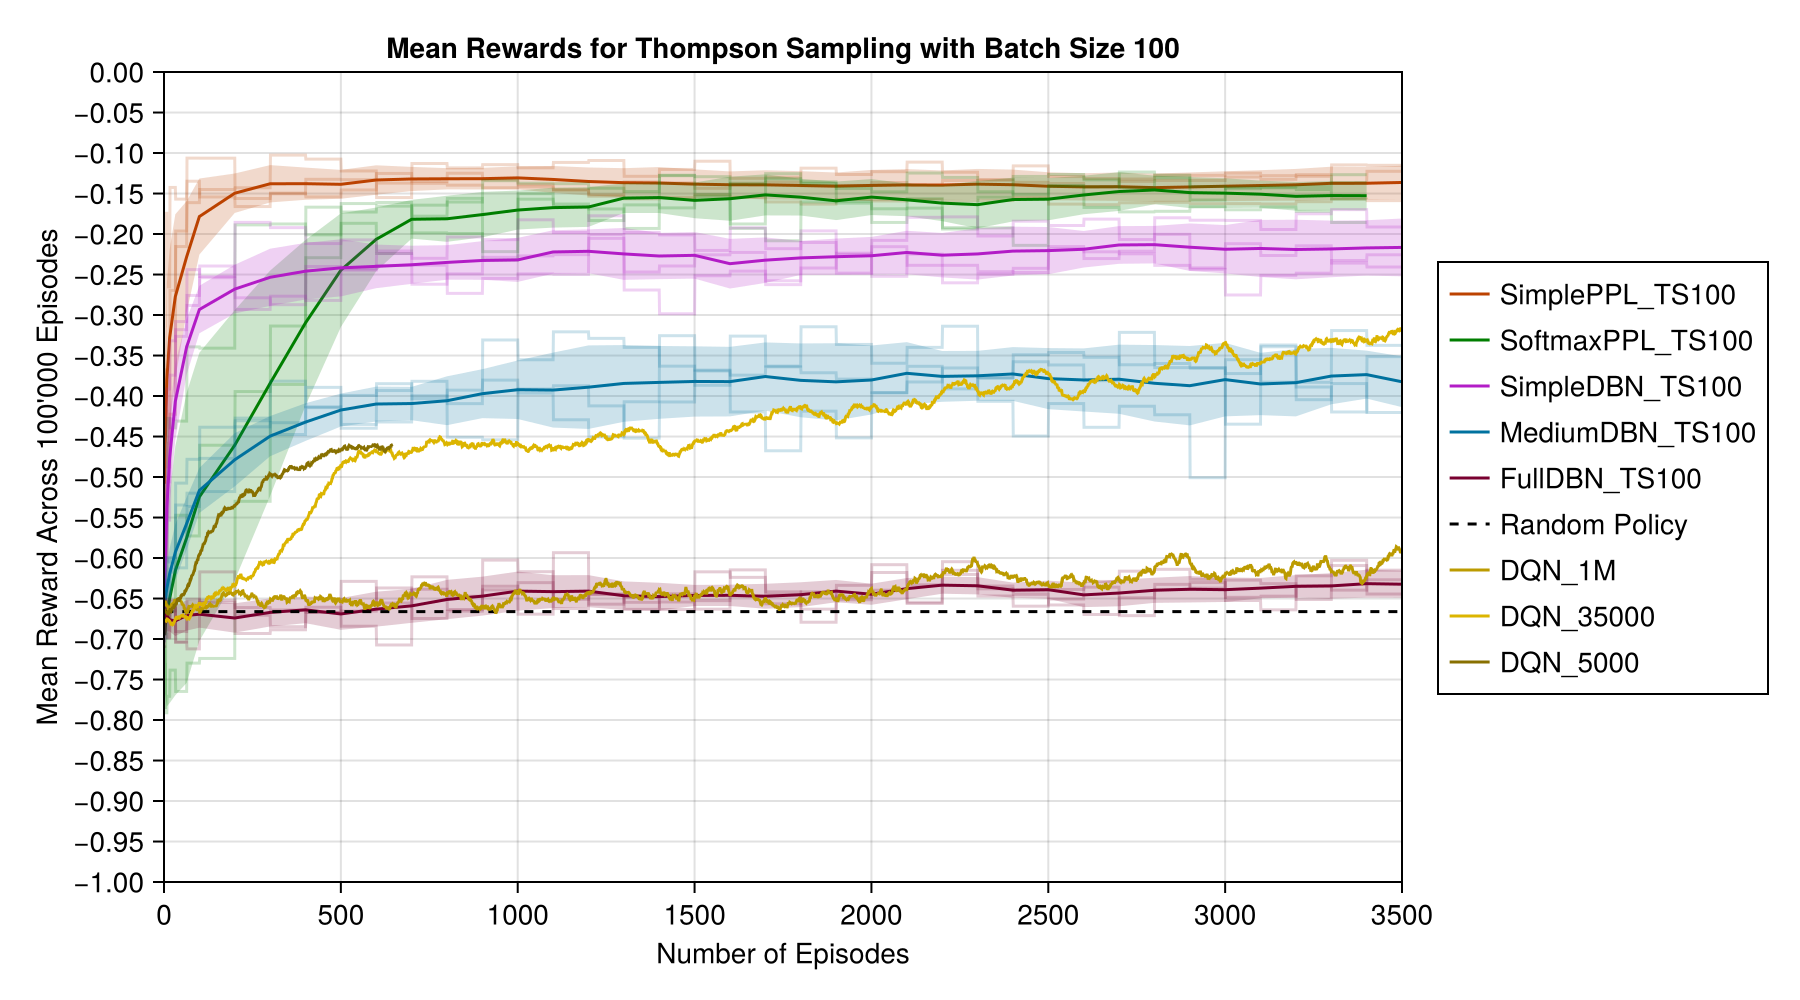 Mean Rewards for Thompson Sampling with Batch Size 100
Mean Reward Across 100'000 Episodes
0.00
−0.05
−0.10
−0.15
−0.20
−0.25
−0.30
−0.35
−0.40
−0.45
−0.50
−0.55
−0.60
−0.65
−0.70
−0.75
−0.80
−0.85
−0.90
−0.95
−1.00
0 500 1000 1500 2000 2500 3000 3500
Number of Episodes
SimplePPL_TS100
SoftmaxPPL_TS100
SimpleDBN_TS100
MediumDBN_TS100
FullDBN_TS100
Random Policy
DQN_1M
DQN_35000
DQN_5000